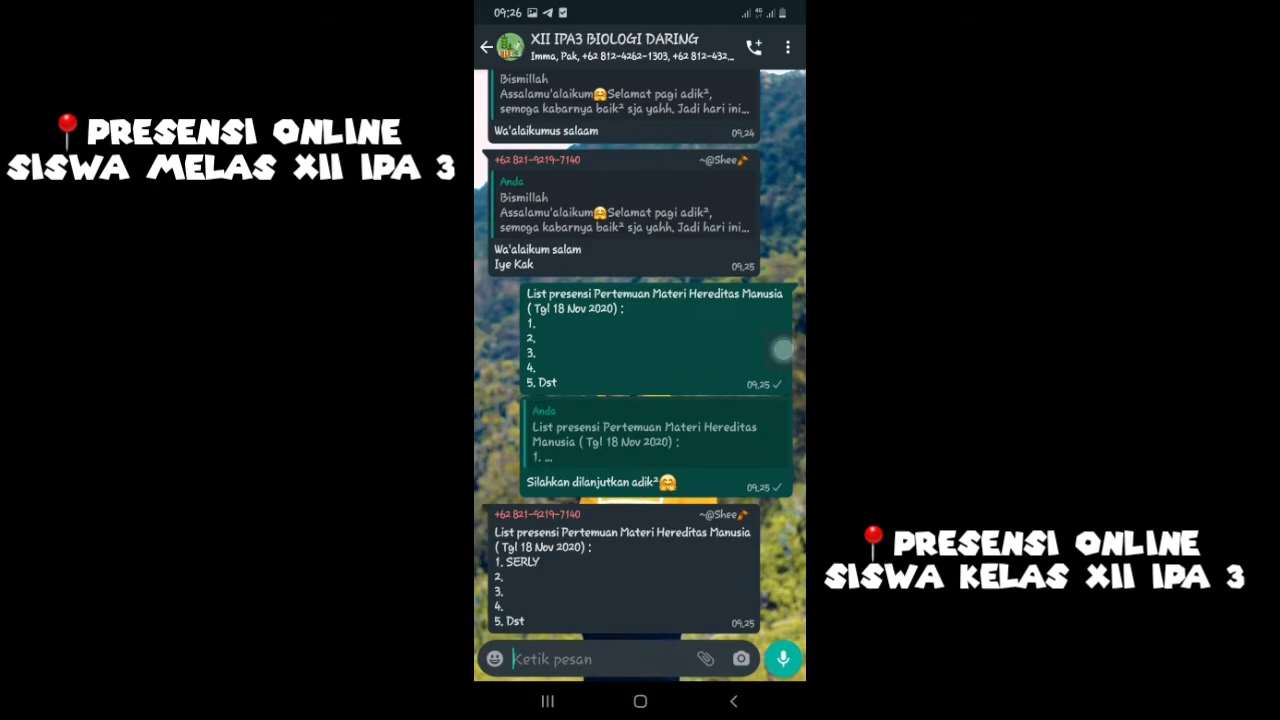 📍PRESENSI ONLINE
SISWA MELAS XII IPA 3
09.26
4G
XII IPA3 BIOLOGI DARING
Imma, Pak, +62 812-4262-1303, +62 812-432...
Bismillah
Assalamu'alaikum🤗Selamat pagi adik²,
semoga kabarnya baik² sja yahh. Jadi hari ini...
Wa'alaikumus salaam
09.24
+62 821-9219-7140 ~@Shee🥕
Anda
Bismillah
Assalamu'alaikum🤗Selamat pagi adik²,
semoga kabarnya baik² sja yahh. Jadi hari ini...
Wa'alaikum salam
Iye Kak
09.25
List presensi Pertemuan Materi Hereditas Manusia
( Tgl 18 Nov 2020) :
1.
2.
3.
4.
5. Dst
09.25
Anda
List presensi Pertemuan Materi Hereditas
Manusia ( Tgl 18 Nov 2020) :
1. ...
Silahkan dilanjutkan adik²🤗
09.25
+62 821-9219-7140 ~@Shee🥕
List presensi Pertemuan Materi Hereditas Manusia
( Tgl 18 Nov 2020) :
1. SERLY
2.
3.
4.
5. Dst
09.25
Ketik pesan
📍PRESENSI ONLINE
SISWA KELAS XII IPA 3